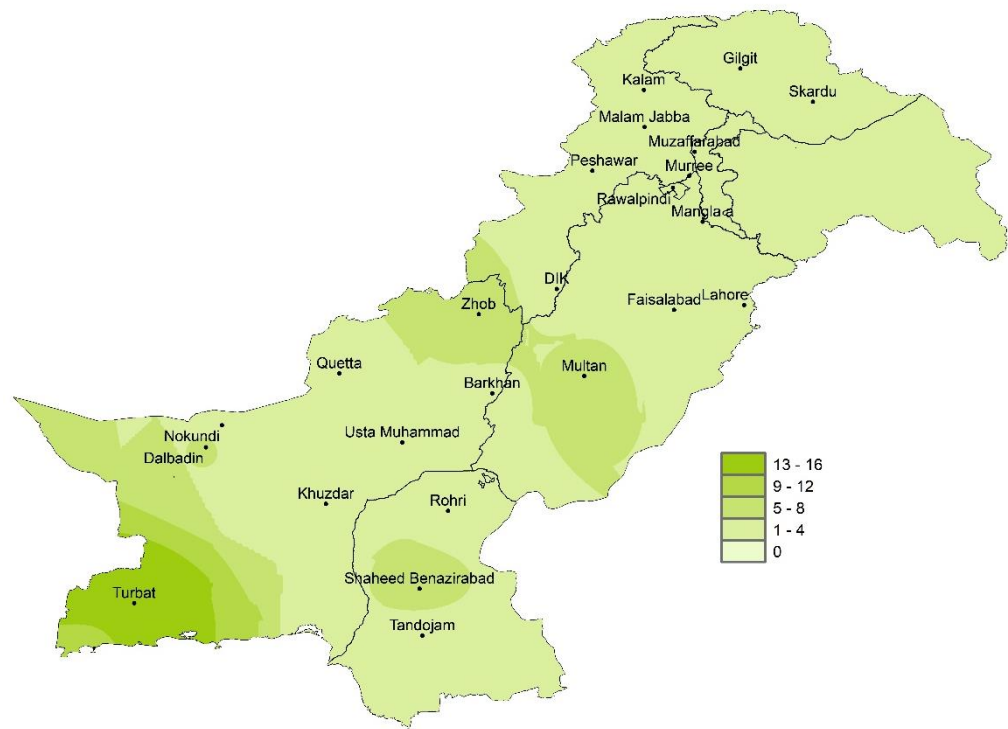 Gilgit
Kalam
Skardu
Malam Jabba
Muzaffarabad
Peshawar
Murree
Rawalpindi
Mangla a
DIK
Zhob
Faisalabad
Lahore
Quetta
Multan
Barkhan
Nokundi
Usta Muhammad
Dalbadin
Khuzdar
Rohri
Shaheed Benazirabad
Turbat
Tandojam
13 - 16
9 - 12
5 - 8
1 - 4
0